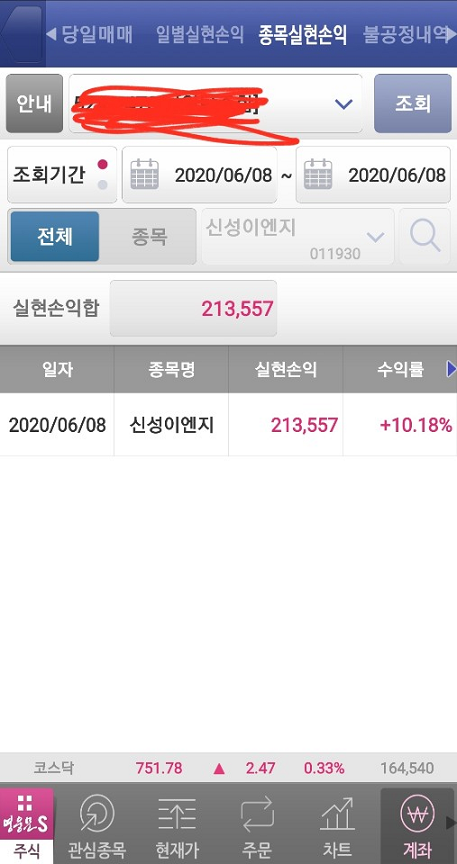 당일매매 일별실현손익 종목실현손익 불공정내역
안내 조회
조회기간 2020/06/08 ~ 2020/06/08
전체 종목 신성이엔지
011930
실현손익합 213,557
일자 종목명 실현손익 수익률
2020/06/08 신성이엔지 213,557 +10.18%
코스닥 751.78 ▲ 2.47 0.33% 164,540
영웅문S
주식 관심종목 현재가 주문 차트 계좌